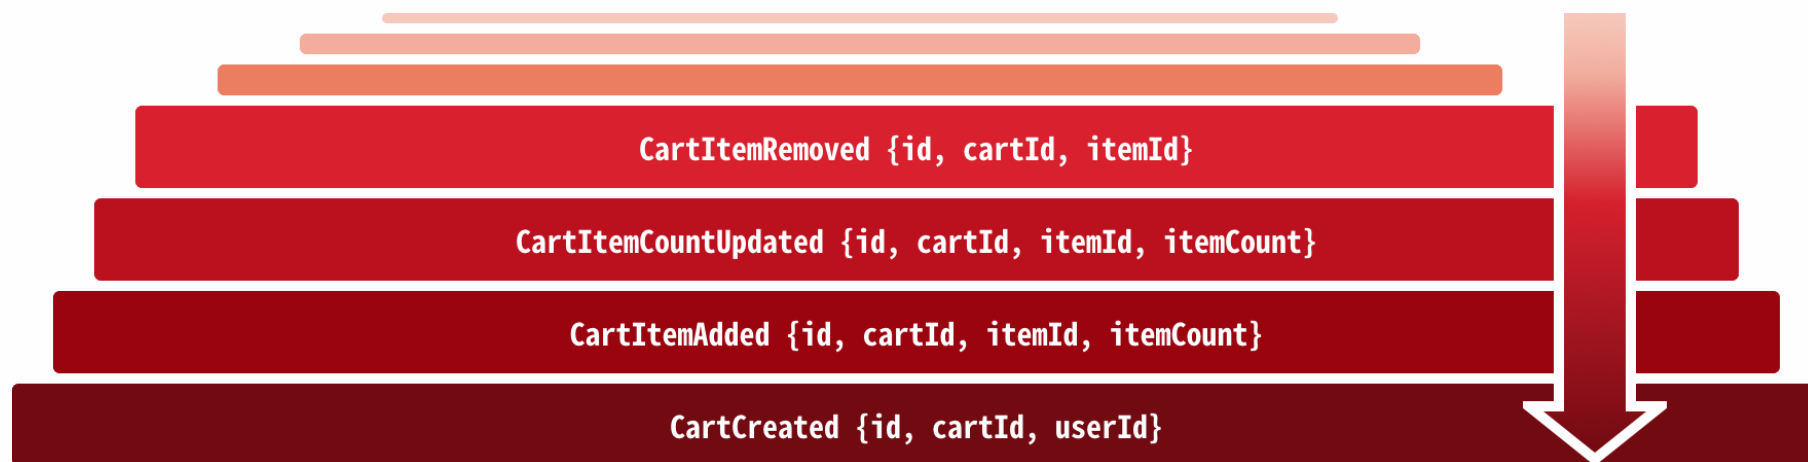 CartItemRemoved {id, cartId, itemId}
CartItemCountUpdated {id, cartId, itemId, itemCount}
CartItemAdded {id, cartId, itemId, itemCount}
CartCreated {id, cartId, userId}